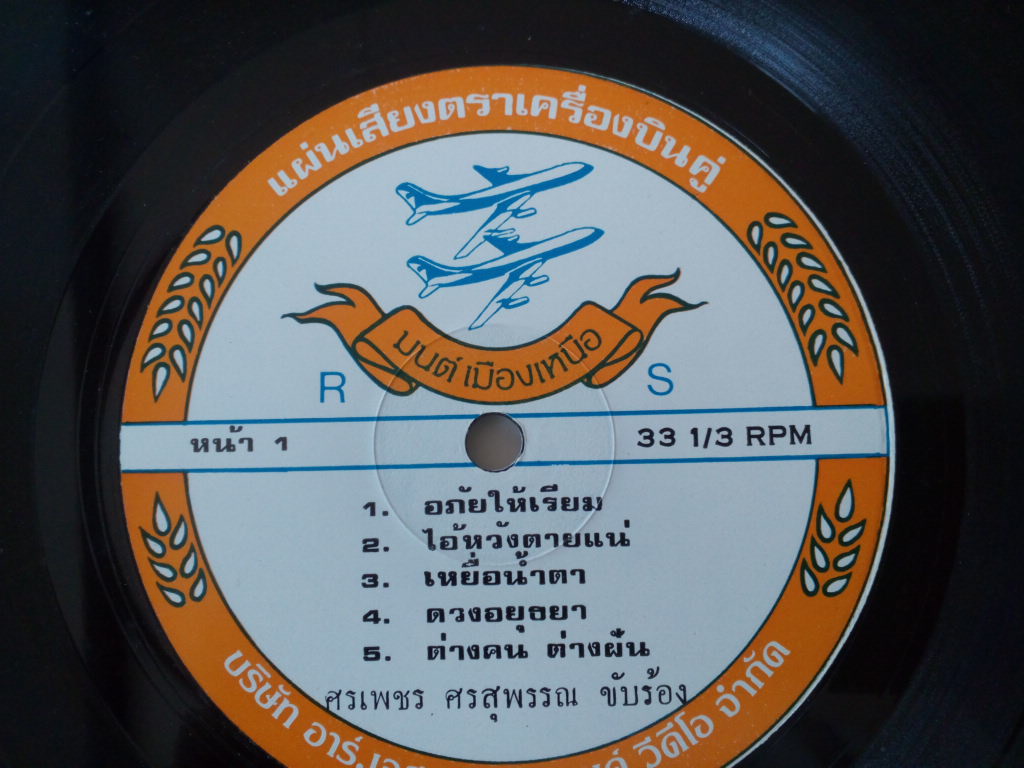 แผ่นเสียงตราเครื่องบินคู่
มนต์เมืองเหนือ
R S
หน้า 1 33 1/3 RPM
1. อภัยให้เรียม
2. ไอ้หวังตายแน่
3. เหยื่อน้ำตา
4. ดวงอยุธยา
5. ต่างคน ต่างฝัน
ศรเพชร ศรสุพรรณ ขับร้อง
บริษัท อาร์. วีดีโอ จำกัด